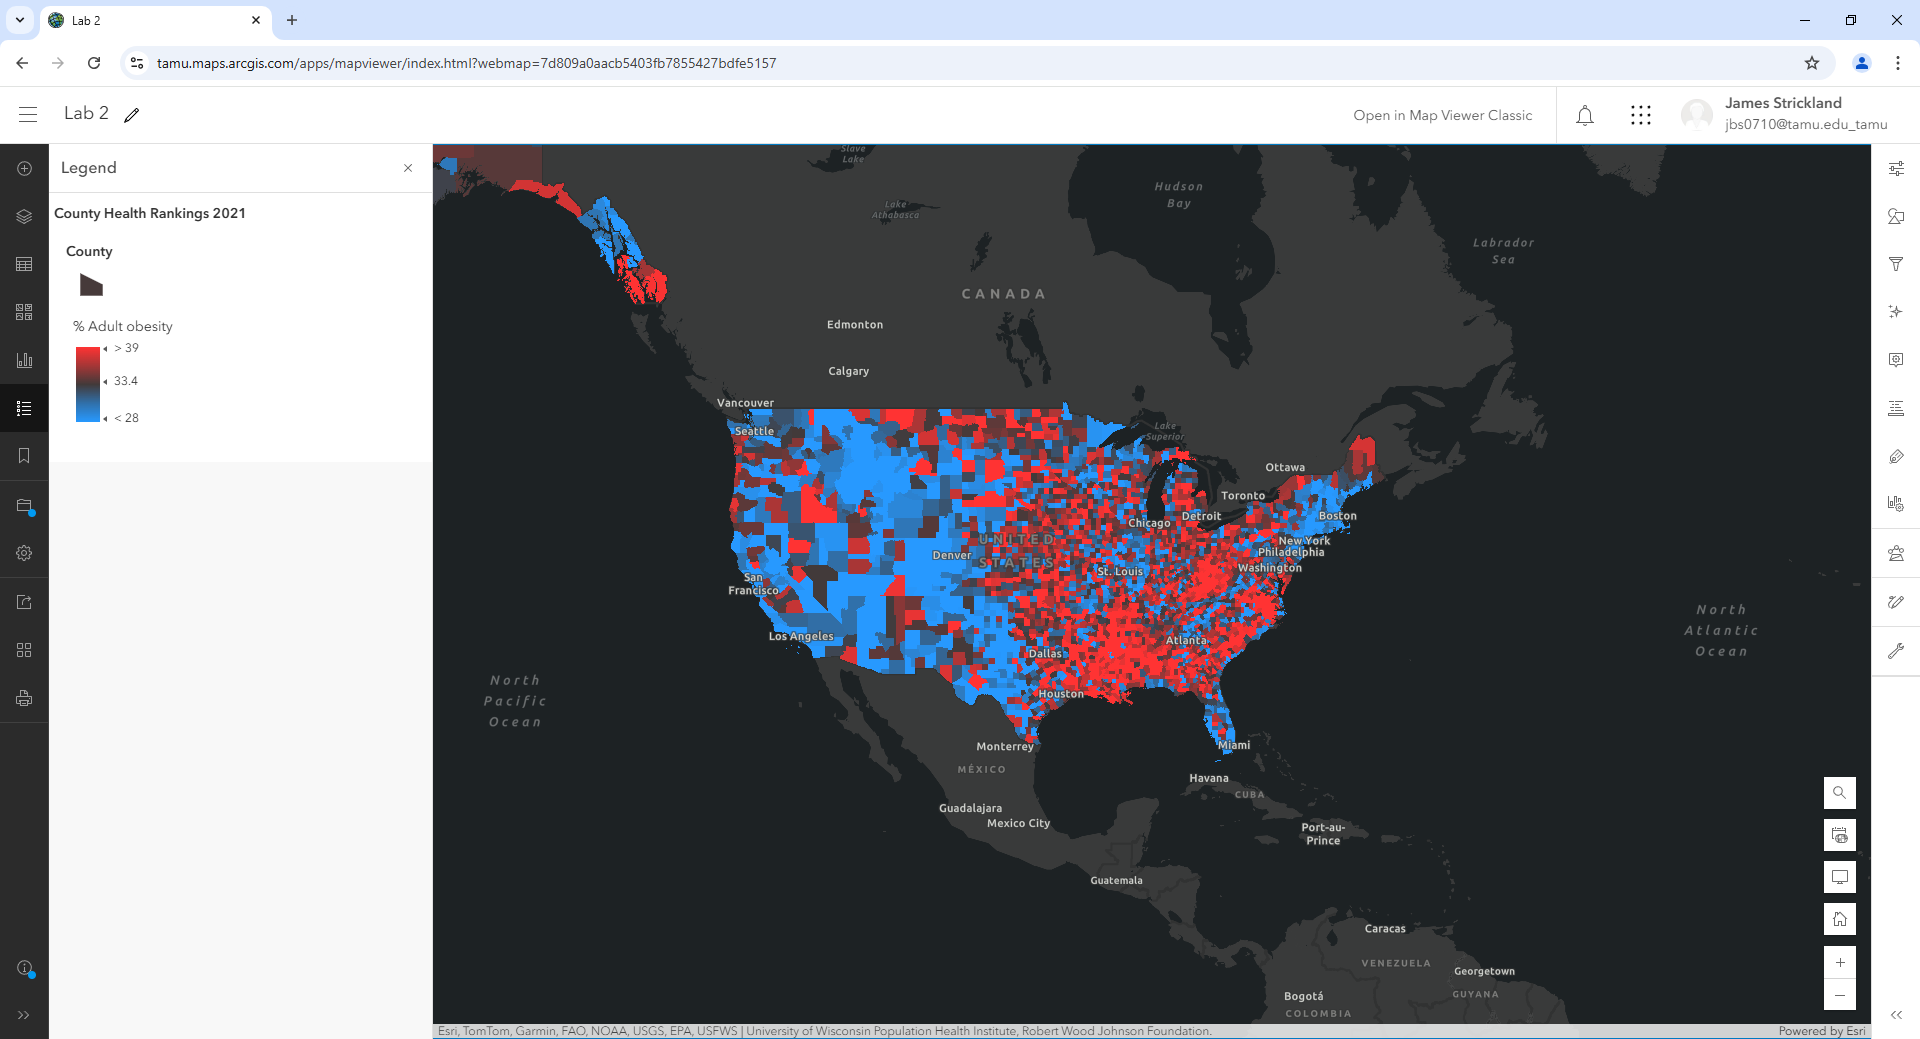 Lab 2
tamu.maps.arcgis.com/apps/mapviewer/index.html?webmap=7d809a0aacb5403fb7855427bdfe5157
Lab 2
Open in Map Viewer Classic
James Strickland
jbs0710@tamu.edu_tamu
Legend
County Health Rankings 2021
County
% Adult obesity
> 39
33.4
< 28
Slave
Lake
Lake
Athabasca
Hudson
Bay
Labrador
Sea
CANADA
Edmonton
Calgary
Vancouver
Seattle
Lake
Superior
Ottawa
Toronto
Detroit
Chicago
Boston
New York
Philadelphia
Washington
UNITED
STATES
Denver
St. Louis
San
Francisco
Los Angeles
Atlanta
Dallas
Houston
North
Pacific
Ocean
North
Atlantic
Ocean
Monterrey
MÉXICO
Miami
Havana
CUBA
Guadalajara
Mexico City
Port-au-
Prince
Guatemala
Caracas
VENEZUELA
Georgetown
GUYANA
Bogotá
COLOMBIA
Esri, TomTom, Garmin, FAO, NOAA, USGS, EPA, USFWS | University of Wisconsin Population Health Institute, Robert Wood Johnson Foundation.
Powered by Esri